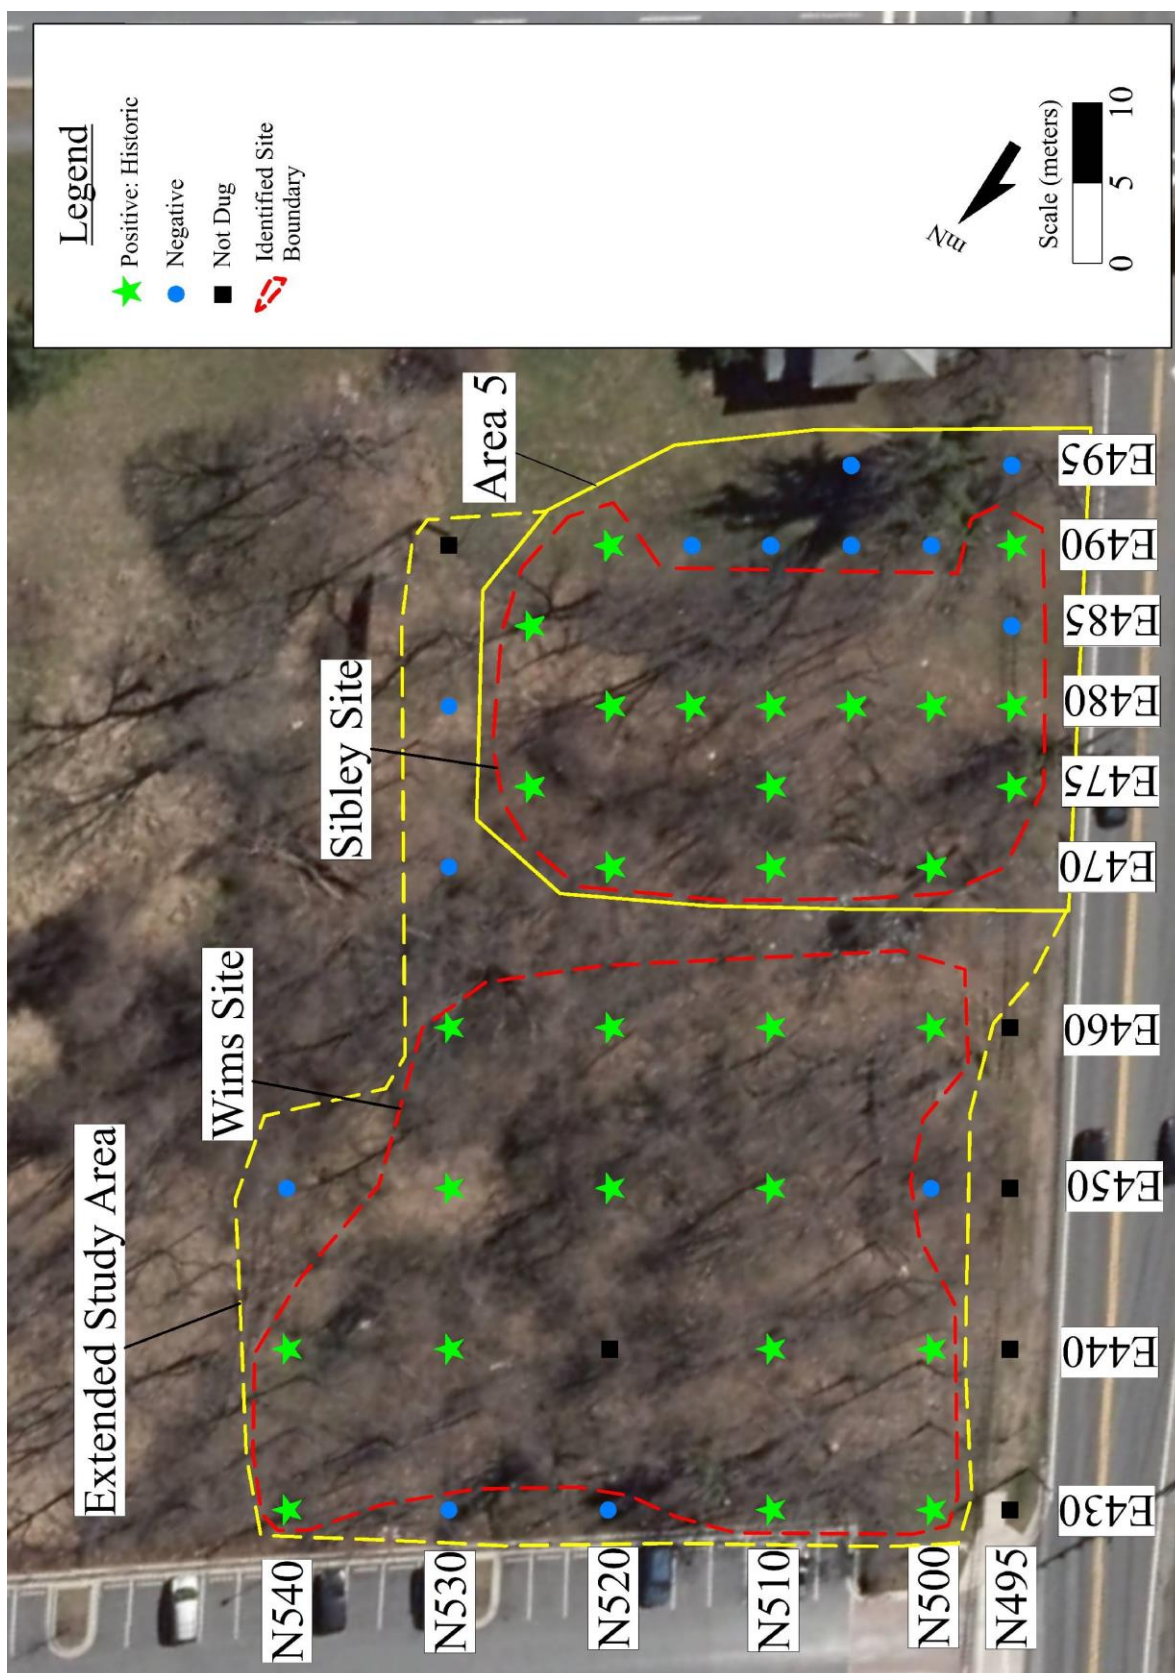 Legend
Positive: Historic
Negative
Not Dug
Identified Site
Boundary
mN
Scale (meters)
0
5
10
Extended Study Area
Wims Site
Sibley Site
Area 5
N540
N530
N520
N510
N500
N495
E430
E440
E450
E460
E470
E475
E480
E485
E490
E495